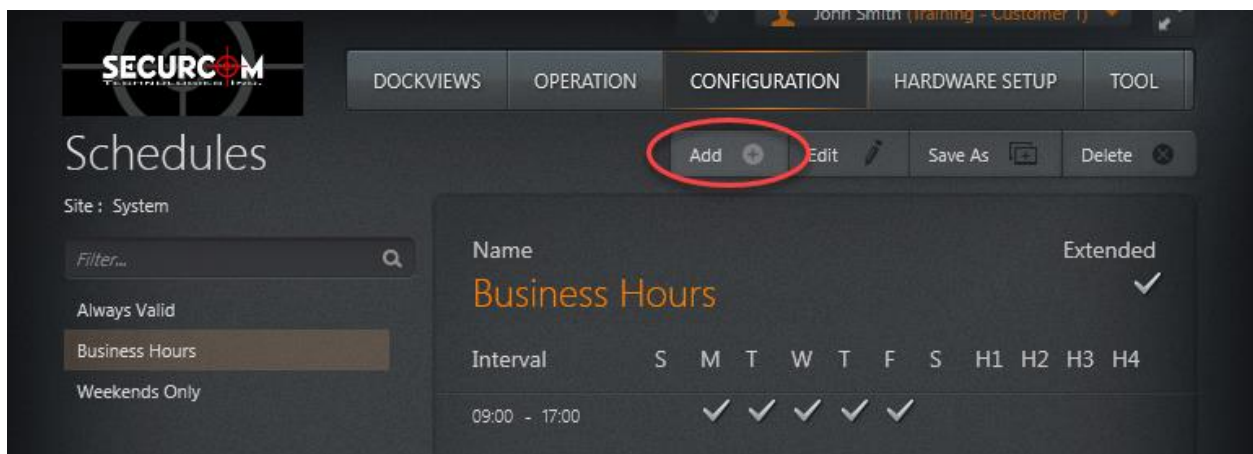 John Smith (Training - Customer 1)
SECURCOM
TECHNOLOGIES INC.
DOCKVIEWS OPERATION CONFIGURATION HARDWARE SETUP TOOL
Schedules
Add Edit Save As Delete
Site : System
Filter...
Name Extended
Business Hours
Always Valid
Business Hours
Weekends Only
Interval S M T W T F S H1 H2 H3 H4
09:00 - 17:00